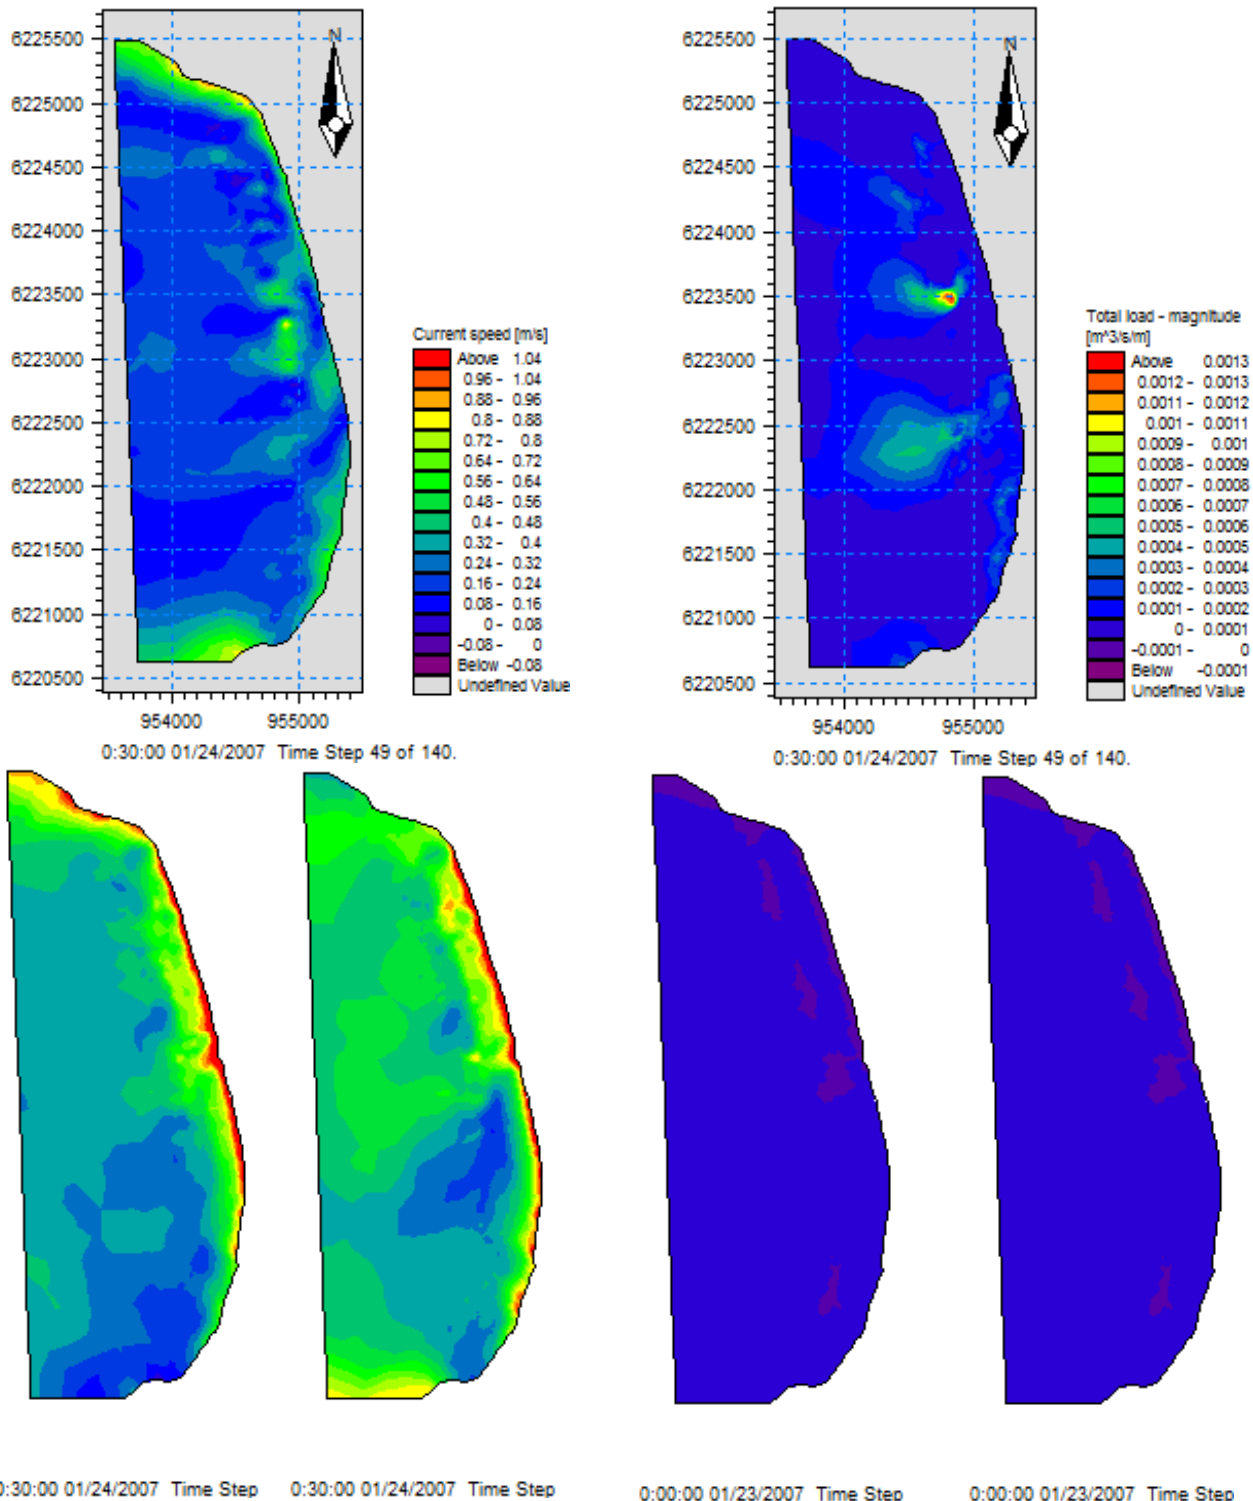 N
6225500
6225000
6224500
6224000
6223500
6223000
6222500
6222000
6221500
6221000
6220500
954000 955000
0:30:00 01/24/2007 Time Step 49 of 140.
Current speed [m/s]
Above 1.04
0.96 - 1.04
0.88 - 0.96
0.8 - 0.88
0.72 - 0.8
0.64 - 0.72
0.56 - 0.64
0.48 - 0.56
0.4 - 0.48
0.32 - 0.4
0.24 - 0.32
0.16 - 0.24
0.08 - 0.16
0 - 0.08
-0.08 - 0
Below -0.08
Undefined Value
N
6225500
6225000
6224500
6224000
6223500
6223000
6222500
6222000
6221500
6221000
6220500
954000 955000
0:30:00 01/24/2007 Time Step 49 of 140.
Total load - magnitude
[m^3/s/m]
Above 0.0013
0.0012 - 0.0013
0.0011 - 0.0012
0.001 - 0.0011
0.0009 - 0.001
0.0008 - 0.0009
0.0007 - 0.0008
0.0006 - 0.0007
0.0005 - 0.0006
0.0004 - 0.0005
0.0003 - 0.0004
0.0002 - 0.0003
0.0001 - 0.0002
0 - 0.0001
-0.0001 - 0
Below -0.0001
Undefined Value
0:30:00 01/24/2007 Time Step
0:30:00 01/24/2007 Time Step
0:00:00 01/23/2007 Time Step
0:00:00 01/23/2007 Time Step